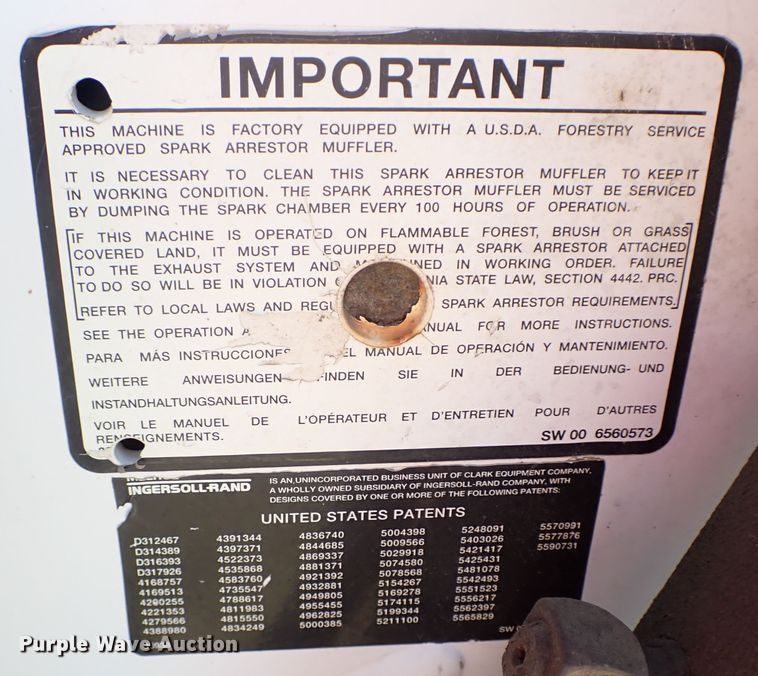 IMPORTANT
THIS MACHINE IS FACTORY EQUIPPED WITH A U.S.D.A. FORESTRY SERVICE
APPROVED SPARK ARRESTOR MUFFLER.
IT IS NECESSARY TO CLEAN THIS SPARK ARRESTOR MUFFLER TO KEEP IT
IN WORKING CONDITION. THE SPARK ARRESTOR MUFFLER MUST BE SERVICED
BY DUMPING THE SPARK CHAMBER EVERY 100 HOURS OF OPERATION.
IF THIS MACHINE IS OPERATED ON FLAMMABLE FOREST, BRUSH OR GRASS
COVERED LAND, IT MUST BE EQUIPPED WITH A SPARK ARRESTOR ATTACHED
TO THE EXHAUST SYSTEM AND IN WORKING ORDER. FAILURE
TO DO SO WILL BE IN VIOLATION STATE LAW, SECTION 4442. PRC.
REFER TO LOCAL LAWS AND SPARK ARRESTOR REQUIREMENTS.
SEE THE OPERATION FOR MORE INSTRUCTIONS.
PARA MÁS INSTRUCCIONES EL MANUAL DE OPERACIÓN Y MANTENIMIENTO.
WEITERE ANWEISUNGEN FINDEN SIE IN DER BEDIENUNG- UND
INSTANDHALTUNGSANLEITUNG.
VOIR LE MANUEL DE L'OPÉRATEUR ET D'ENTRETIEN POUR D'AUTRES
RENSEIGNEMENTS.
SW 00 6560573
INGERSOLL-RAND
IS AN UNINCORPORATED BUSINESS UNIT OF CLARK EQUIPMENT COMPANY,
A WHOLLY OWNED SUBSIDIARY OF INGERSOLL-RAND COMPANY, WITH
DESIGNS COVERED BY ONE OR MORE OF THE FOLLOWING PATENTS:
UNITED STATES PATENTS
D312467 4391344 4836740 5004398 5248091 5570991
D314389 4397371 4844685 5009566 5403026 5577876
D316393 4522373 4869337 5029918 5421417 5590731
D317926 4535868 4881371 5074580 5425431
4168757 4583760 4921392 5078568 5481078
4169513 4735547 4932881 5154267 5542493
4290255 4788617 4949805 5169278 5551523
4221353 4811983 4955455 5174115 5556217
4279566 4815550 4962825 5199344 5562397
4388980 4834249 5000385 5211100 5565829
SW
Purple Wave Auction